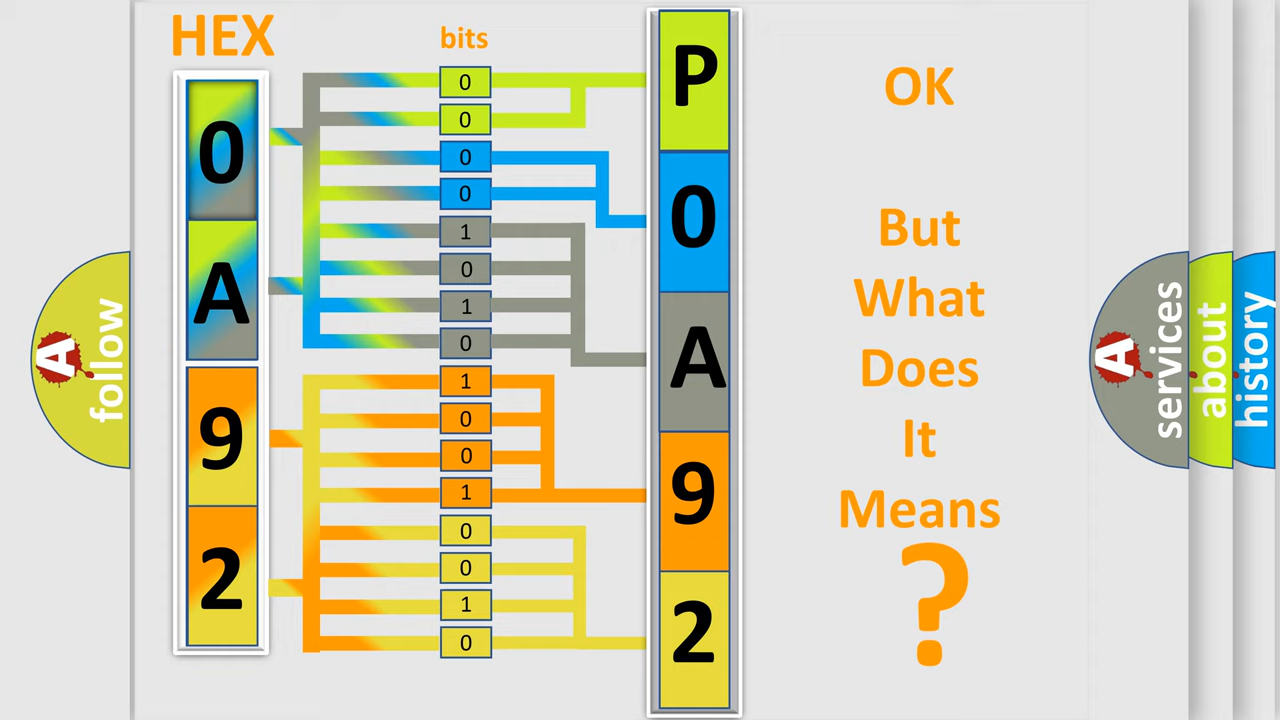 HEX
bits
0
A
9
2
0
0
0
0
1
0
1
0
1
0
0
1
0
0
1
0
P
0
A
9
2
OK
But
What
Does
It
Means
?
A
follow
A
services
about
history